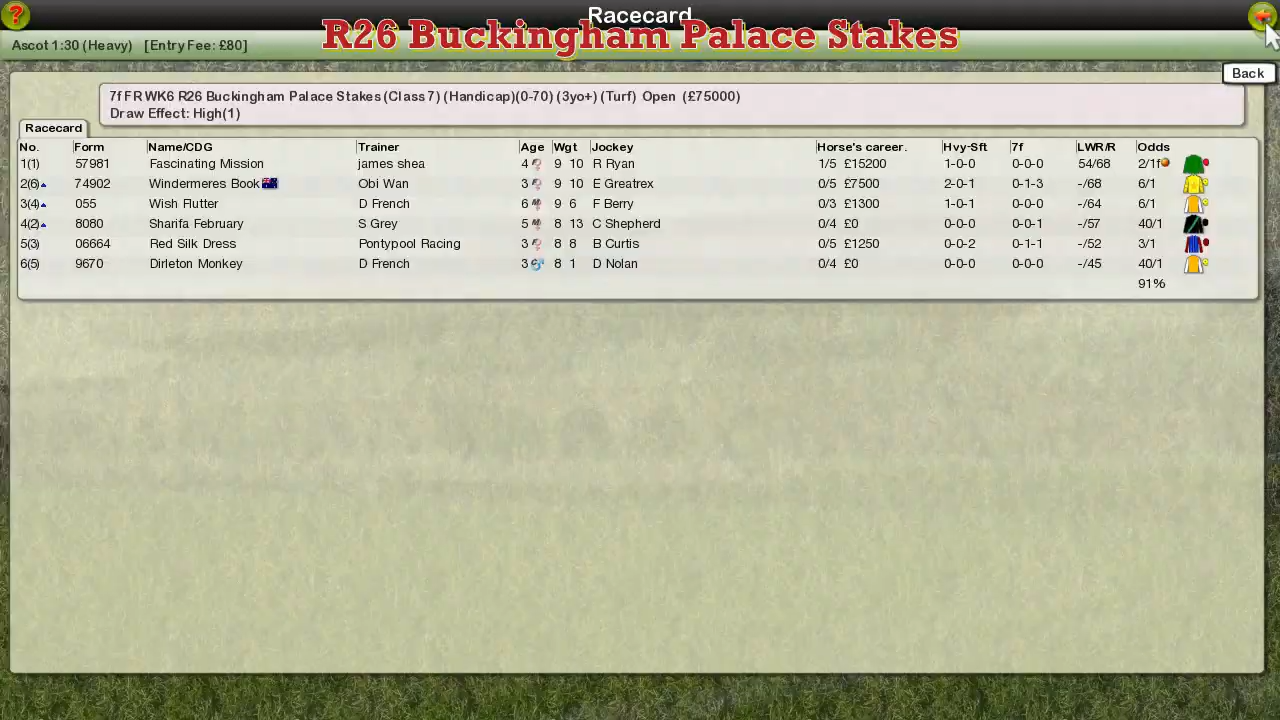 ?
Racecard
R26 Buckingham Palace Stakes
Ascot 1:30 (Heavy) [Entry Fee: £80]
Back
7f FR WK6 R26 Buckingham Palace Stakes (Class 7) (Handicap)(0-70) (3yo+) (Turf) Open (£75000)
Draw Effect: High(1)
Racecard
No. Form Name/CDG Trainer Age Wgt Jockey Horse's career. Hvy-Sft 7f LWR/R Odds
1(1) 57981 Fascinating Mission james shea 4 9 10 R Ryan 1/5 £15200 1-0-0 0-0-0 54/68 2/1f
2(6) 74902 Windermeres Book Obi Wan 3 9 10 E Greatrex 0/5 £7500 2-0-1 0-1-3 -/68 6/1
3(4) 055 Wish Flutter D French 6 9 6 F Berry 0/3 £1300 1-0-1 0-0-0 -/64 6/1
4(2) 8080 Sharifa February S Grey 5 8 13 C Shepherd 0/4 £0 0-0-0 0-0-1 -/57 40/1
5(3) 06664 Red Silk Dress Pontypool Racing 3 8 8 B Curtis 0/5 £1250 0-0-2 0-1-1 -/52 3/1
6(5) 9670 Dirleton Monkey D French 3 8 1 D Nolan 0/4 £0 0-0-0 0-0-0 -/45 40/1
91%